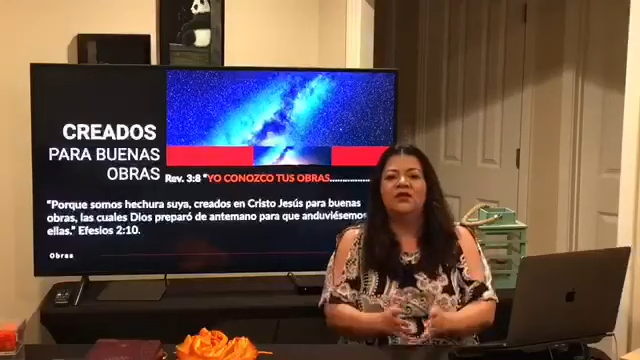 CREADOS
PARA BUENAS
OBRAS
Rev. 3:8 "YO CONOZCO TUS OBRAS................
"Porque somos hechura suya, creados en Cristo Jesús para buenas
obras, las cuales Dios preparó de antemano para que anduviésemos
ellas." Efesios 2:10.
Obras